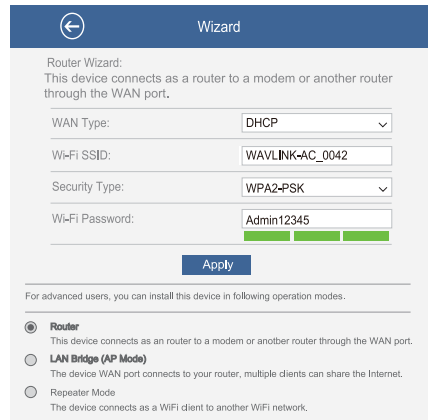 Wizard
Router Wizard:
This device connects as a router to a modem or another router
through the WAN port.
WAN Type:
DHCP
Wi-Fi SSID:
WAVLINK-AC_0042
Security Type:
WPA2-PSK
Wi-Fi Password:
Admin12345
Apply
For advanced users, you can install this device in following operation modes.
Router
This device connects as an router to a modem or anotber router through the WAN port.
LAN Bridge (AP Mode)
The device WAN port connects to your router, multiple clients can share the Internet.
Repeater Mode
The device connects as a WiFi client to another WiFi network.